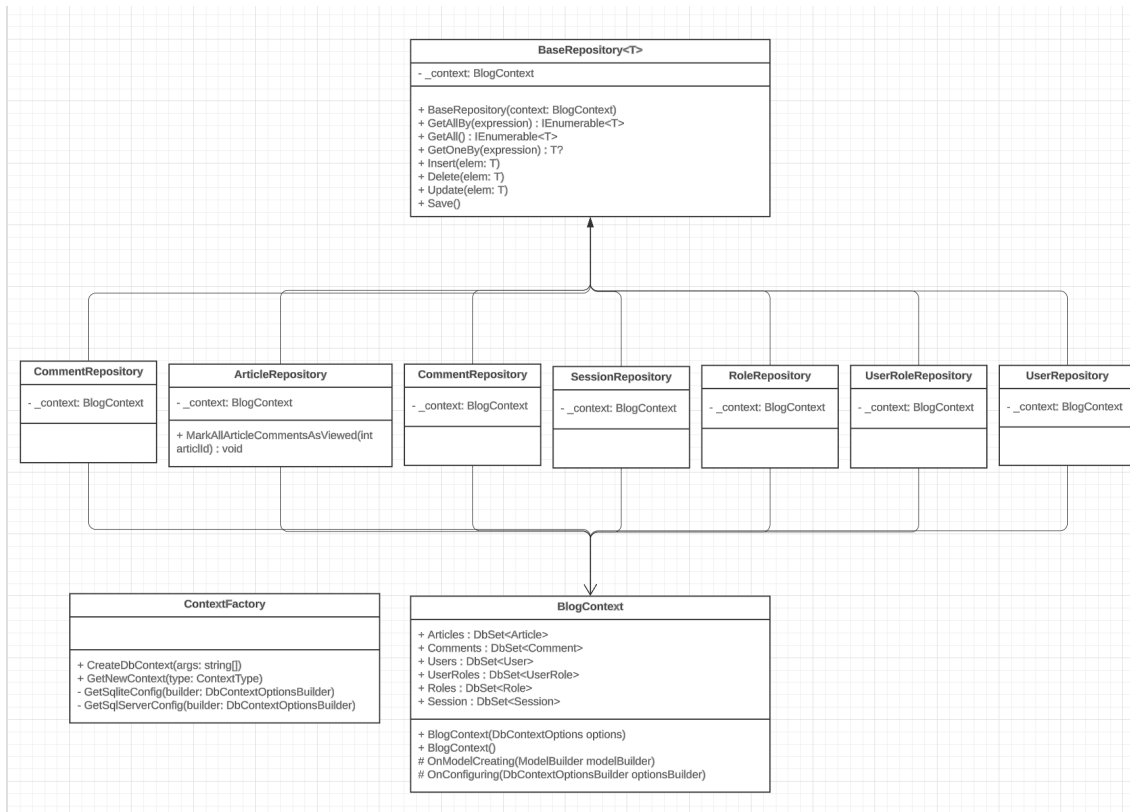 BaseRepository<T>
- _context: BlogContext
+ BaseRepository(context: BlogContext)
+ GetAllBy(expression) : IEnumerable<T>
+ GetAll() : IEnumerable<T>
+ GetOneBy(expression) : T?
+ Insert(elem: T)
+ Delete(elem: T)
+ Update(elem: T)
+ Save()
CommentRepository
- _context: BlogContext
ArticleRepository
- _context: BlogContext
+ MarkAllArticleCommentsAsViewed(int
articlId) : void
CommentRepository
- _context: BlogContext
SessionRepository
- _context: BlogContext
RoleRepository
- _context: BlogContext
UserRoleRepository
- _context: BlogContext
UserRepository
- _context: BlogContext
ContextFactory
+ CreateDbContext(args: string[])
+ GetNewContext(type: ContextType)
- GetSqliteConfig(builder: DbContextOptionsBuilder)
- GetSqlServerConfig(builder: DbContextOptionsBuilder)
BlogContext
+ Articles : DbSet<Article>
+ Comments : DbSet<Comment>
+ Users : DbSet<User>
+ UserRoles : DbSet<UserRole>
+ Roles : DbSet<Role>
+ Session : DbSet<Session>
+ BlogContext(DbContextOptions options)
+ BlogContext()
# OnModelCreating(ModelBuilder modelBuilder)
# OnConfiguring(DbContextOptionsBuilder optionsBuilder)